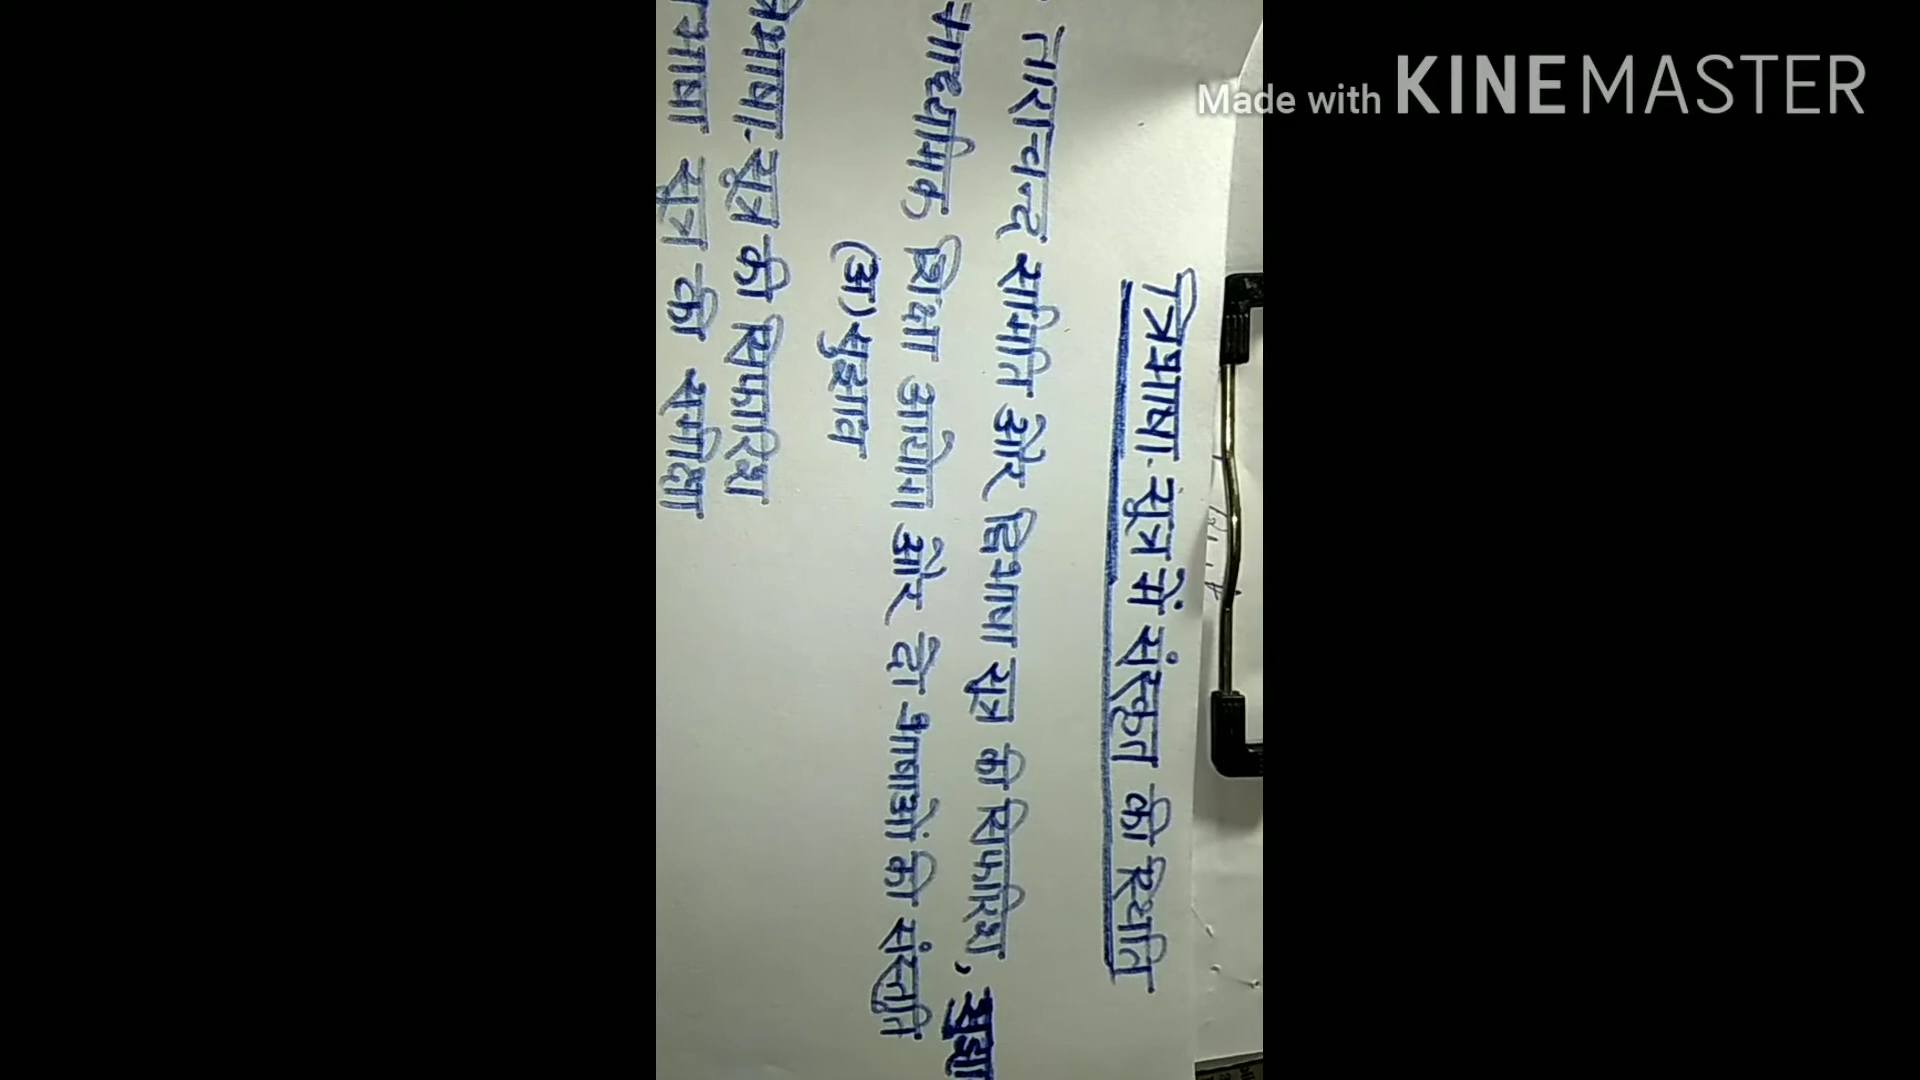 Made with KINEMASTER
त्रिभाषा-सूत्र में संस्कृत की स्थिति
ताराचन्द समिति और द्विभाषा सूत्र की सिफारिश, सुझा
माध्यमिक शिक्षा आयोग और दो भाषाओं की संस्तुति
(अ) सुझाव
त्रिभाषा-सूत्र की सिफारिश
भाषा सूत्र की समीक्षा